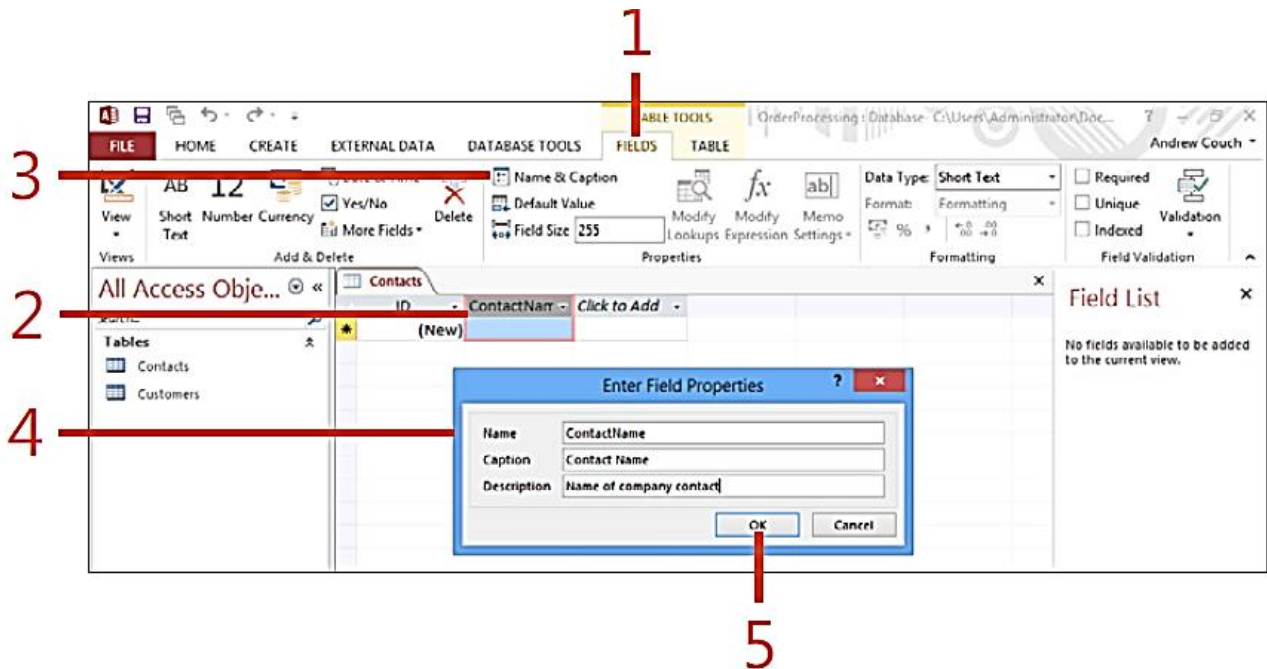 1
TABLE TOOLS OrderProcessing : Database- C:\Users\Administrator\Doc... ?
FILE HOME CREATE EXTERNAL DATA DATABASE TOOLS FIELDS TABLE Andrew Couch
3
AB 12 Name & Caption fx ab| Data Type: Short Text Required
Yes/No Default Value Format: Formatting Unique
View Short Text Number Currency More Fields Delete Field Size 255 Modify Lookups Modify Expression Memo Settings % , Indexed Validation
Views Add & Delete Properties Formatting Field Validation
All Access Obje... « Contacts Field List
2
ID ContactNam Click to Add
(New)
Tables
Contacts
Customers
No fields available to be added
to the current view.
Enter Field Properties ?
4
Name ContactName
Caption Contact Name
Description Name of company contact
OK Cancel
5